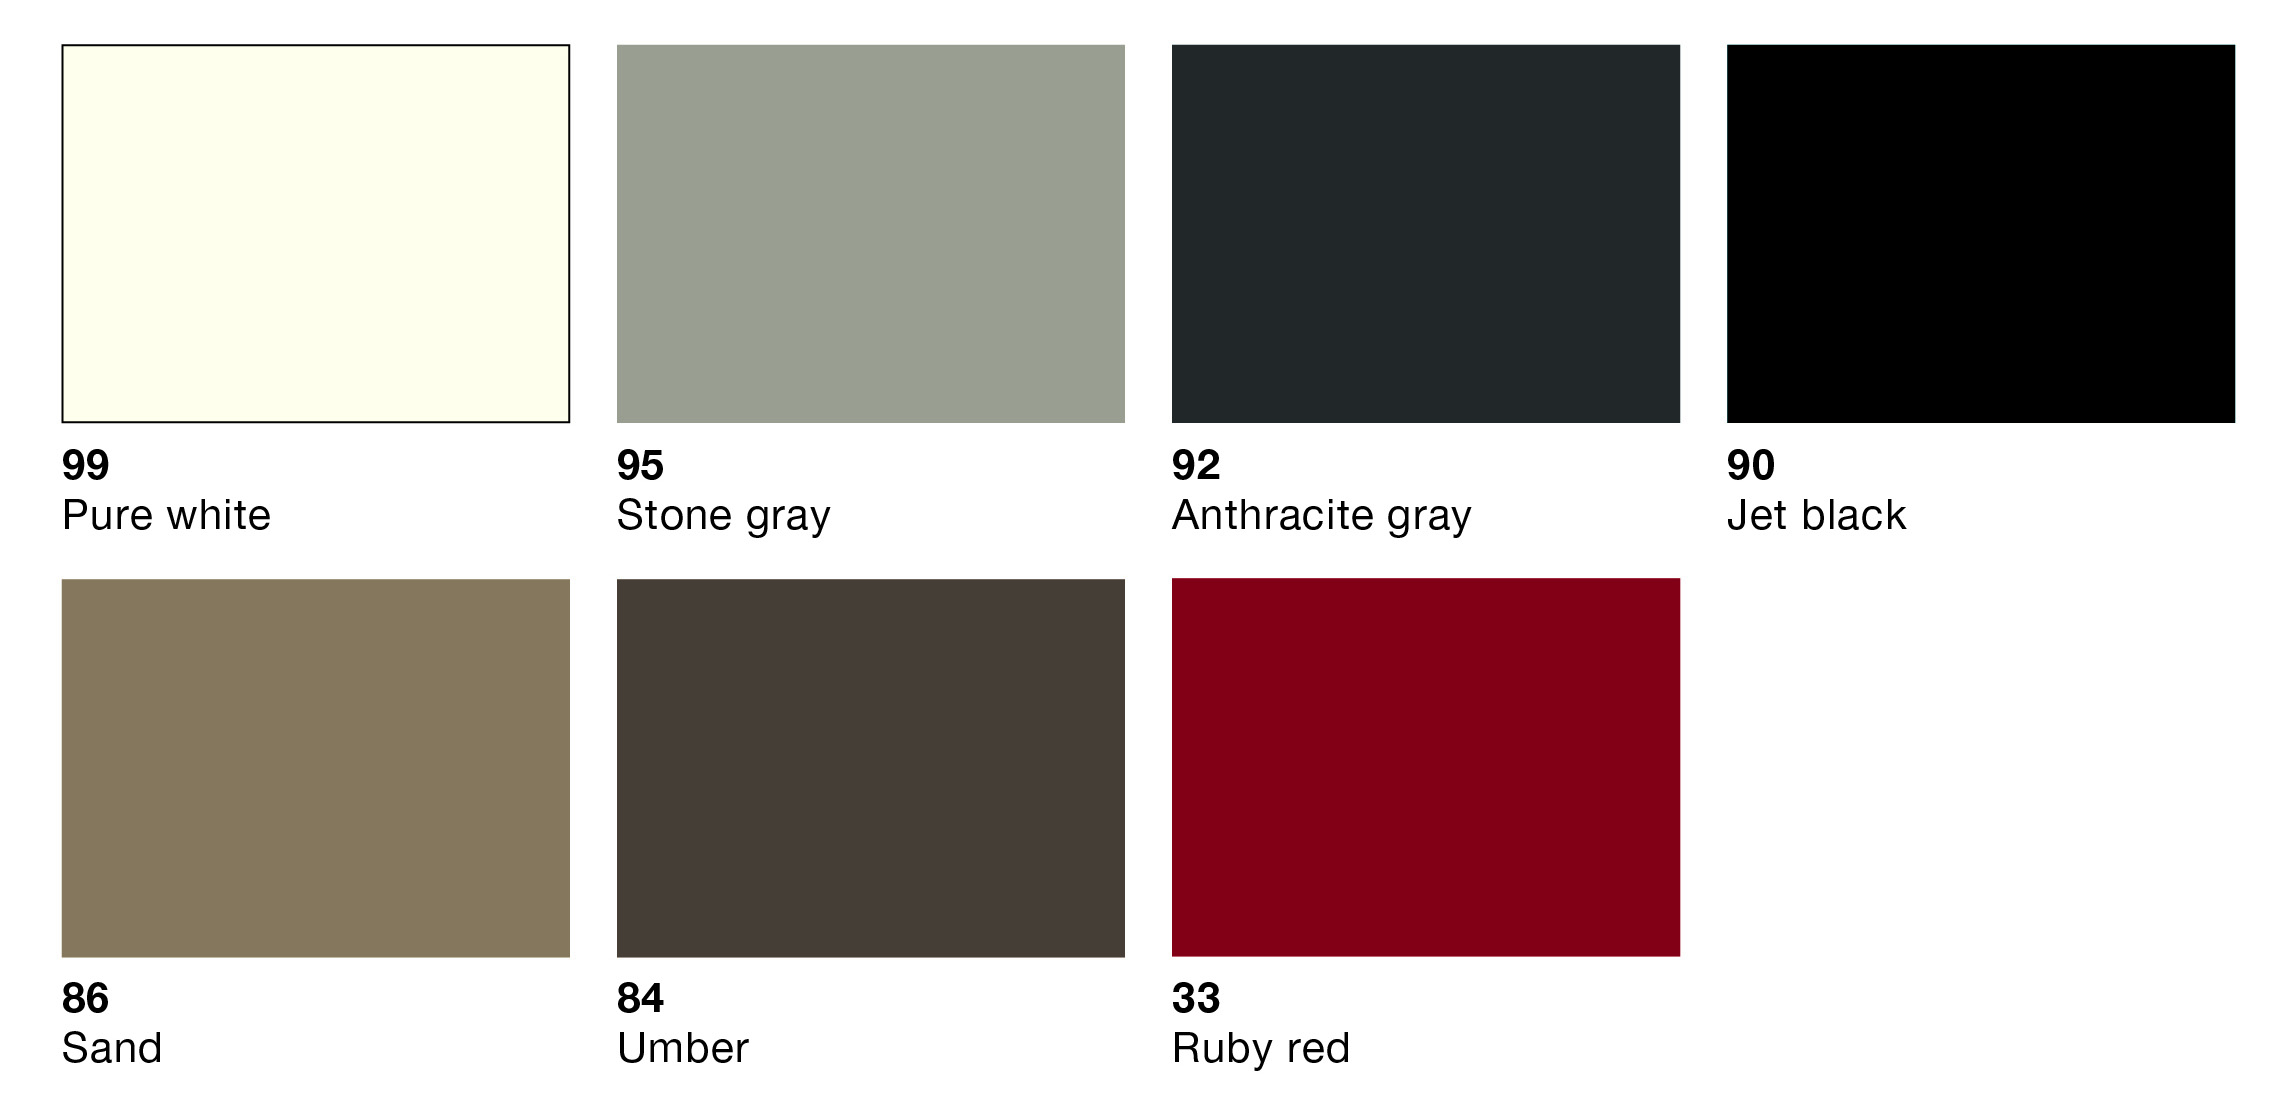 99
Pure white
95
Stone gray
92
Anthracite gray
90
Jet black
86
Sand
84
Umber
33
Ruby red